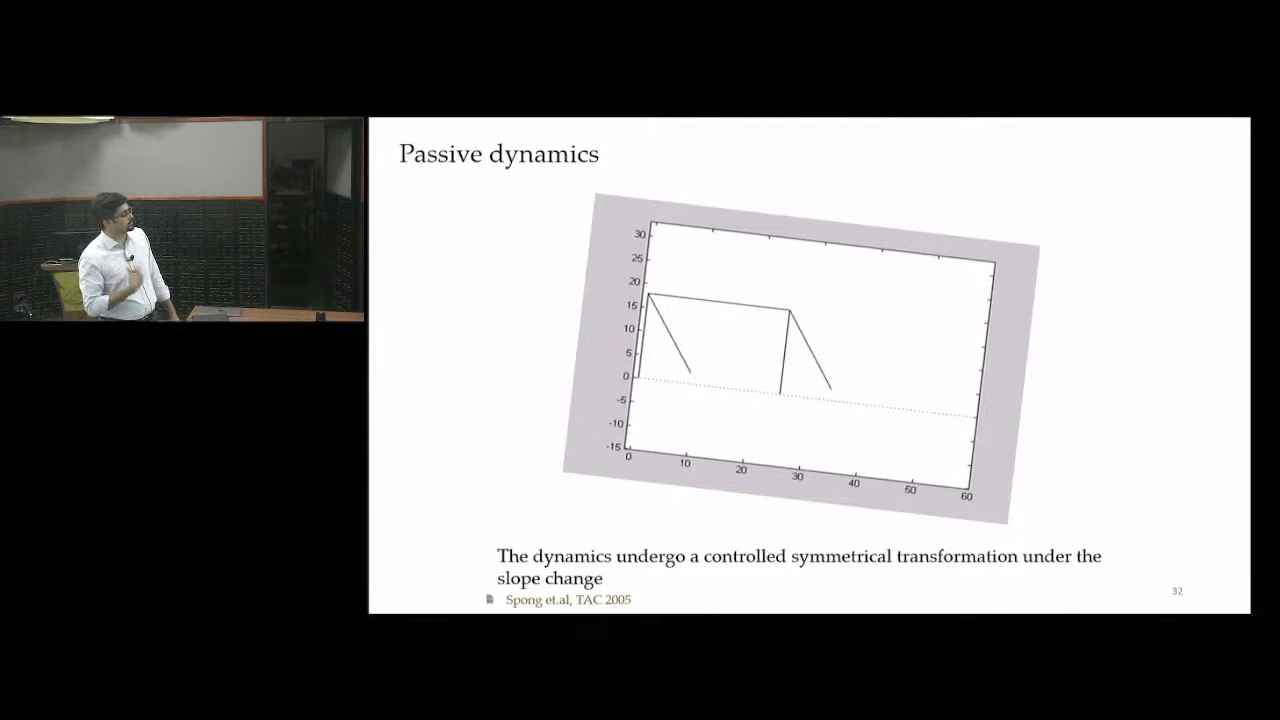 Passive dynamics
30
25
20
15
10
5
0
-5
-10
-15
0 10 20 30 40 50 60
The dynamics undergo a controlled symmetrical transformation under the
slope change
Spong et.al, TAC 2005
32